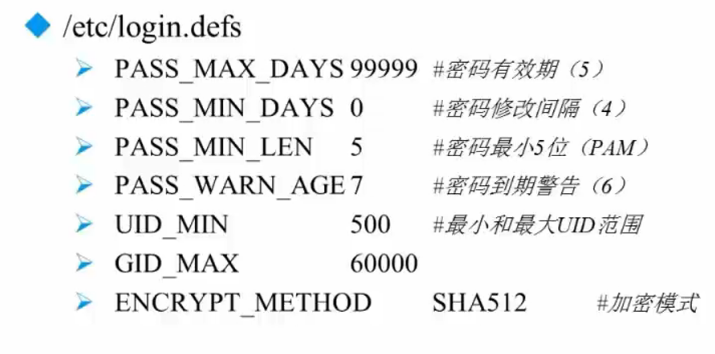 /etc/login.defs
PASS_MAX_DAYS 99999 #密码有效期（5）
PASS_MIN_DAYS 0 #密码修改间隔（4）
PASS_MIN_LEN 5 #密码最小5位（PAM）
PASS_WARN_AGE 7 #密码到期警告（6）
UID_MIN 500 #最小和最大UID范围
GID_MAX 60000
ENCRYPT_METHOD SHA512 #加密模式